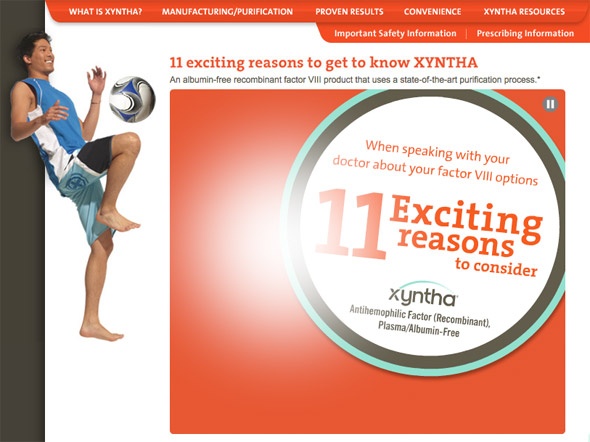 WHAT IS XYNTHA? MANUFACTURING/PURIFICATION PROVEN RESULTS CONVENIENCE XYNTHA RESOURCES
Important Safety Information | Prescribing Information
11 exciting reasons to get to know XYNTHA
An albumin-free recombinant factor VIII product that uses a state-of-the-art purification process.*
When speaking with your
doctor about your factor VIII options
11 Exciting
reasons
to consider
xyntha
Antihemophilic Factor (Recombinant),
Plasma/Albumin-Free